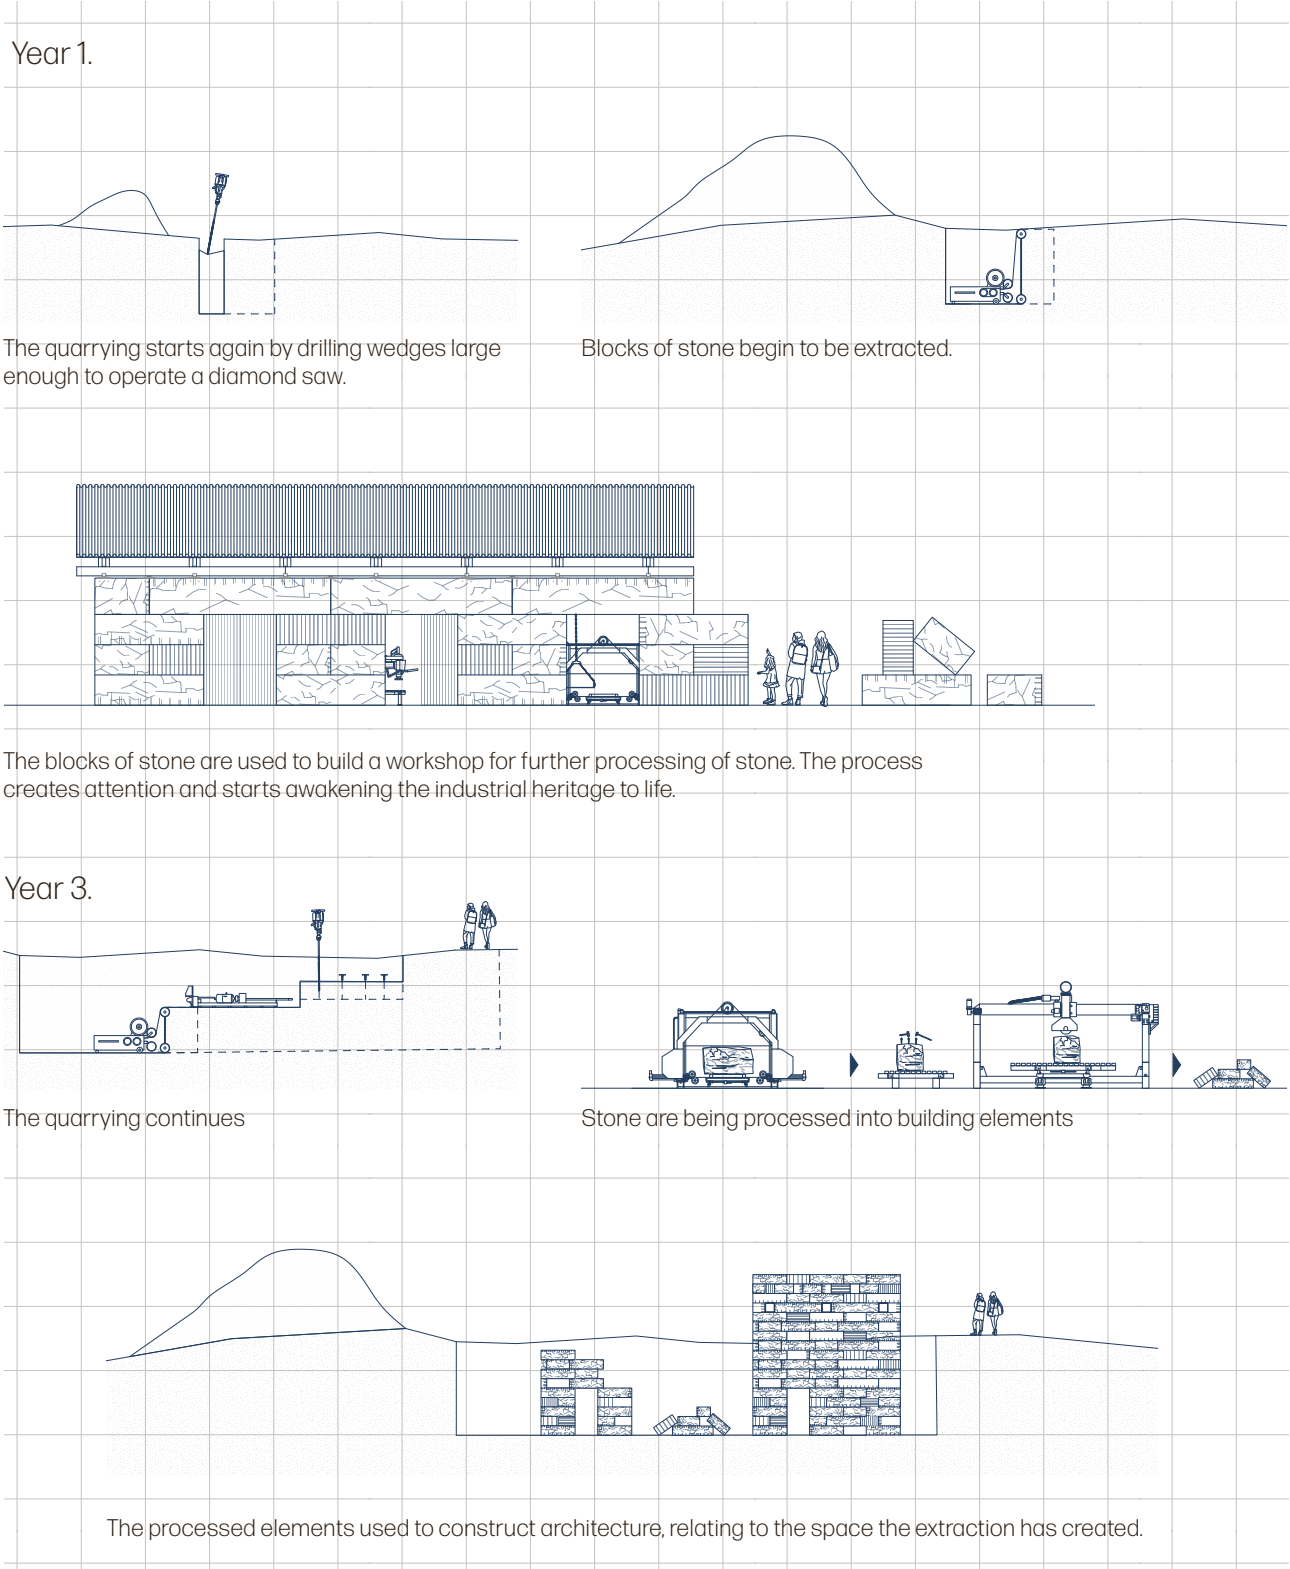 Year 1.
The quarrying starts again by drilling wedges large
enough to operate a diamond saw.
Blocks of stone begin to be extracted.
The blocks of stone are used to build a workshop for further processing of stone. The process
creates attention and starts awakening the industrial heritage to life.
Year 3.
The quarrying continues
Stone are being processed into building elements
The processed elements used to construct architecture, relating to the space the extraction has created.